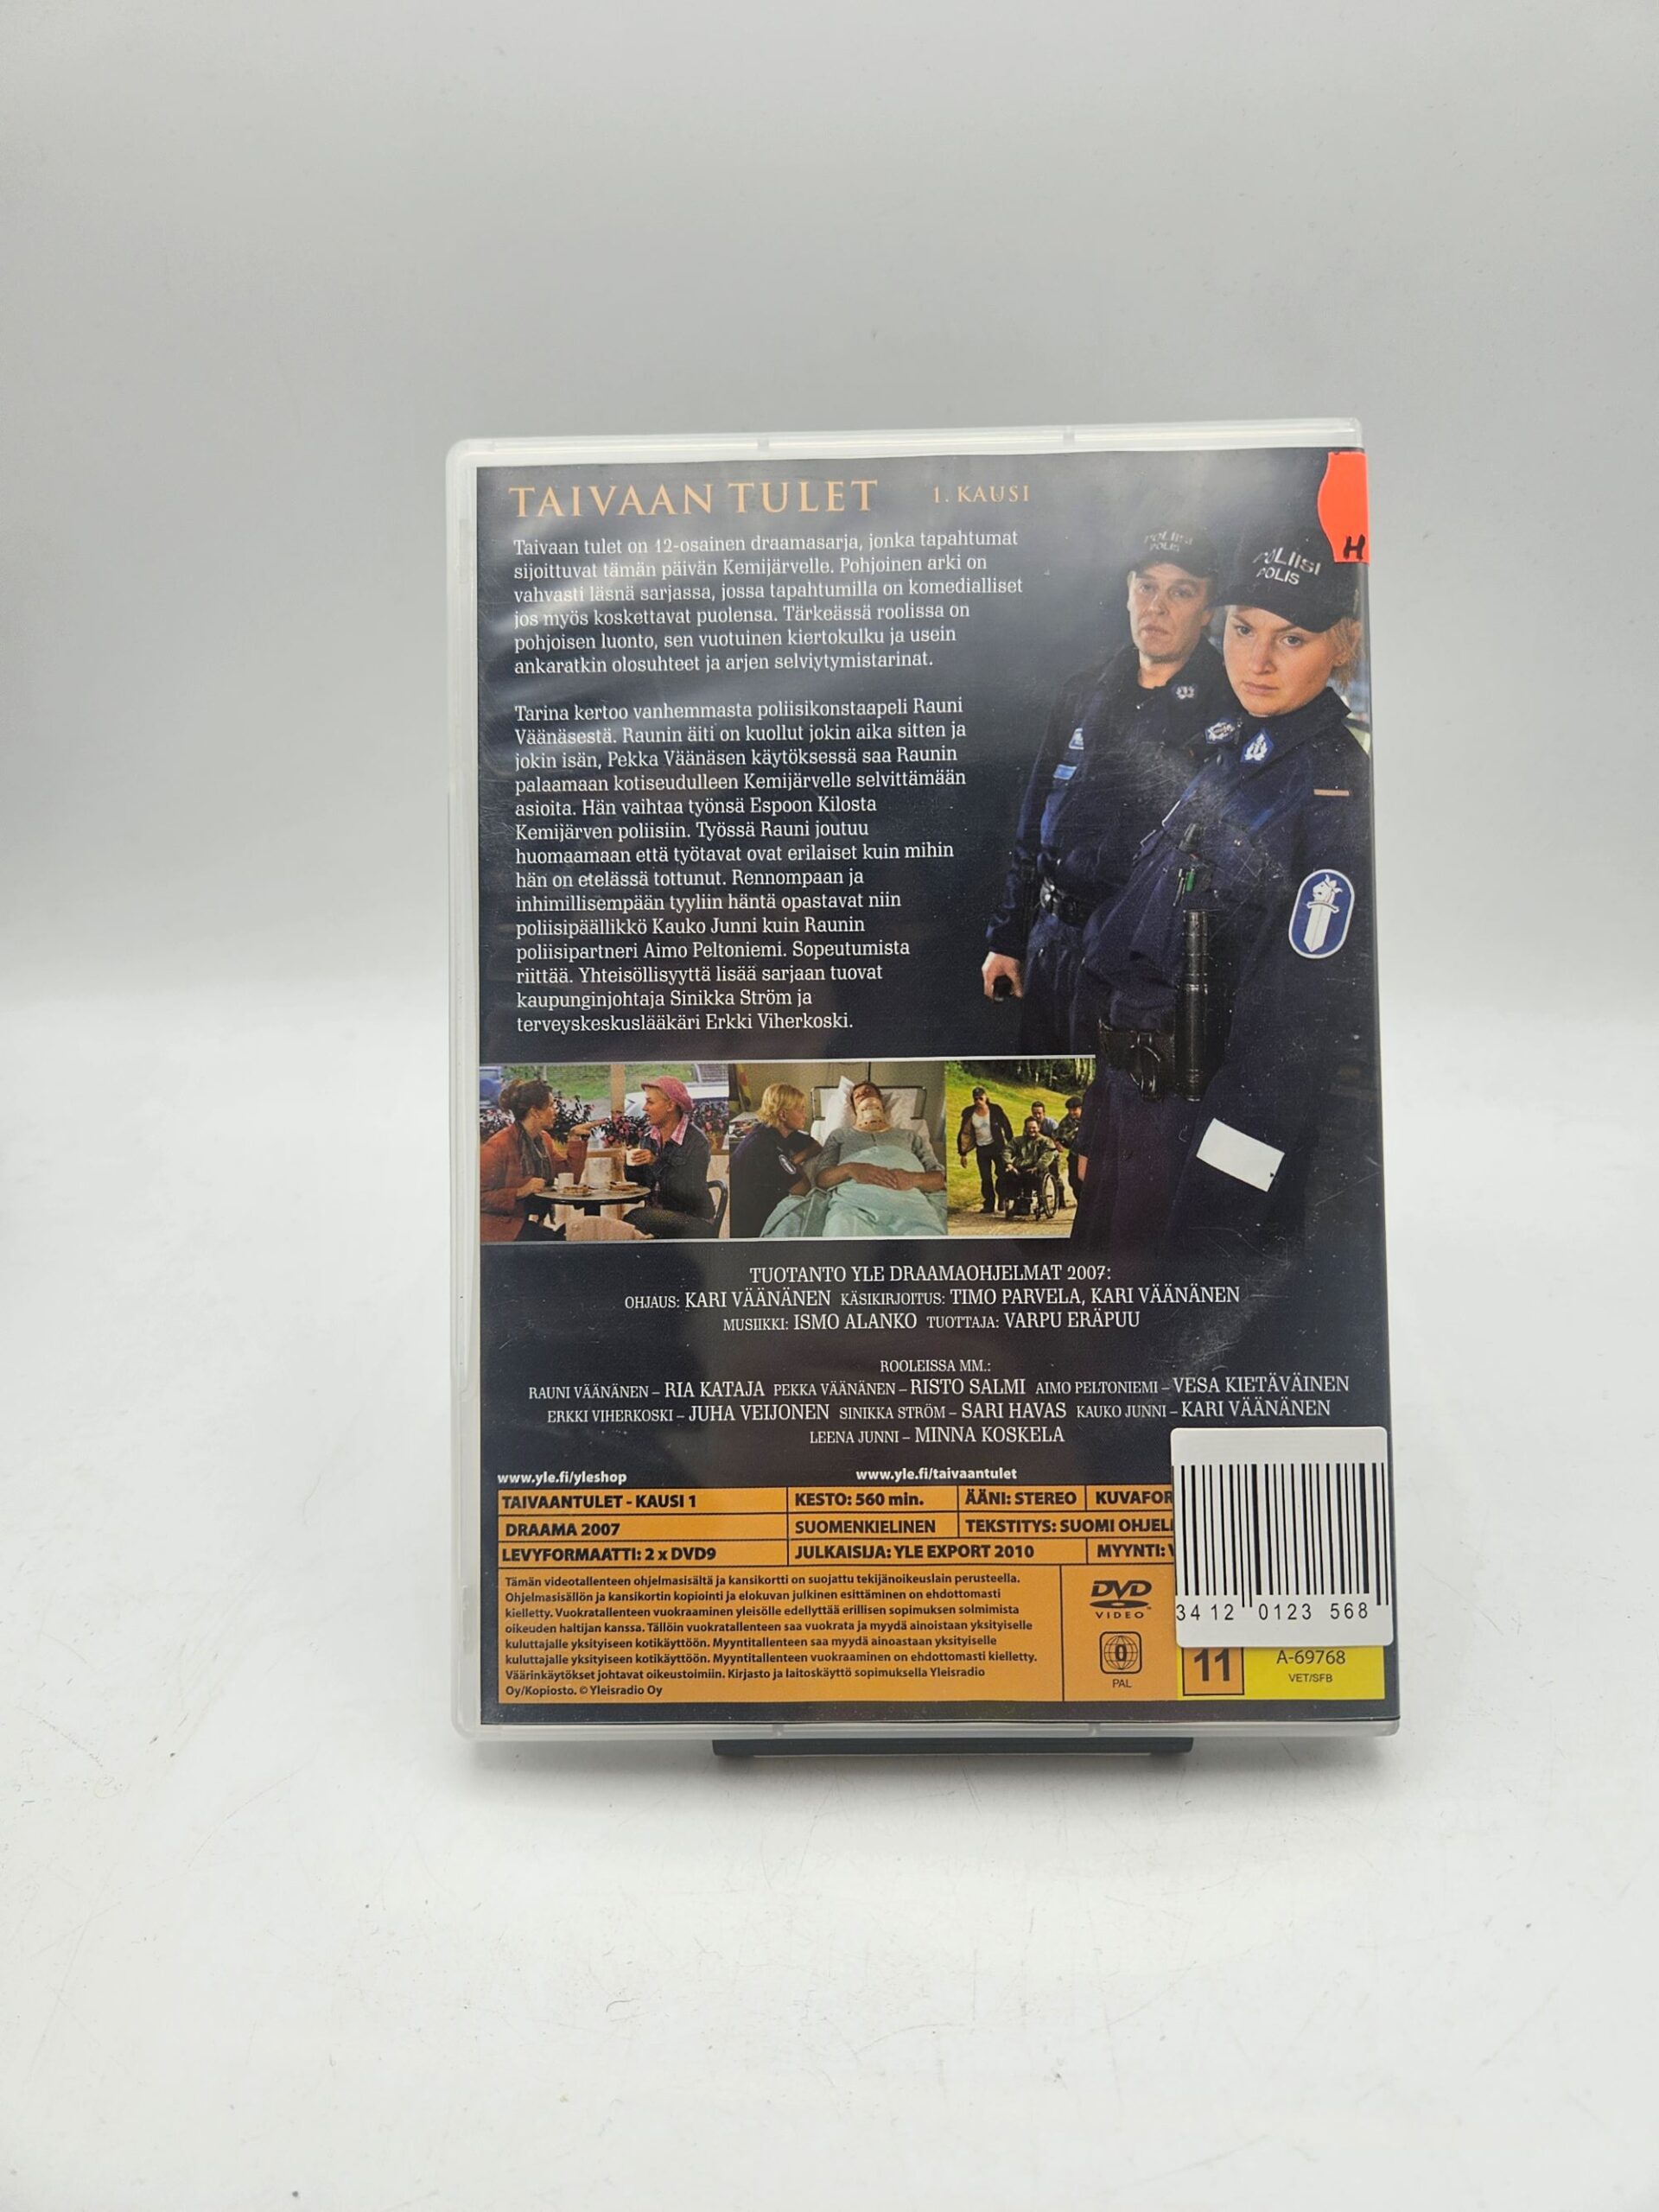 TAIVAAN TULET 1. KAUSI
H
Taivaan tulet on 12-osainen draamasarja, jonka tapahtumat
sijoittuvat tämän päivän Kemijärvelle. Pohjoinen arki on
vahvasti läsnä sarjassa, jossa tapahtumilla on komedialliset
jos myös koskettavat puolensa. Tärkeässä roolissa on
pohjoisen luonto, sen vuotuinen kiertokulku ja usein
ankaratkin olosuhteet ja arjen selviytymistarinat.
POLIISI
POLIS
POLIISI
POLIS
Tarina kertoo vanhemmasta poliisikonstaapeli Rauni
Väänäsestä. Raunin äiti on kuollut jokin aika sitten ja
jokin isän, Pekka Väänäsen käytöksessä saa Raunin
palaamaan kotiseudulleen Kemijärvelle selvittämään
asioita. Hän vaihtaa työnsä Espoon Kilosta
Kemijärven poliisiin. Työssä Rauni joutuu
huomaamaan että työtavat ovat erilaiset kuin mihin
hän on etelässä tottunut. Rennompaan ja
inhimillisempään tyyliin häntä opastavat niin
poliisipäällikkö Kauko Junni kuin Raunin
poliisipartneri Aimo Peltoniemi. Sopeutumista
riittää. Yhteisöllisyyttä lisää sarjaan tuovat
kaupunginjohtaja Sinikka Ström ja
terveyskeskuslääkäri Erkki Viherkoski.
TUOTANTO YLE DRAAMAOHJELMAT 2007:
OHJAUS: KARI VÄÄNÄNEN KÄSIKIRJOITUS: TIMO PARVELA, KARI VÄÄNÄNEN
MUSIIKKI: ISMO ALANKO TUOTTAJA: VARPU ERÄPUU
ROOLEISSA MM.:
RAUNI VÄÄNÄNEN – RIA KATAJA PEKKA VÄÄNÄNEN – RISTO SALMI AIMO PELTONIEMI – VESA KIETÄVÄINEN
ERKKI VIHERKOSKI – JUHA VEIJONEN SINIKKA STRÖM – SARI HAVAS KAUKO JUNNI – KARI VÄÄNÄNEN
LEENA JUNNI – MINNA KOSKELA
www.yle.fi/yleshop www.yle.fi/taivaantulet
TAIVAANTULET - KAUSI 1 KESTO: 560 min. ÄÄNI: STEREO KUVAFOR
DRAAMA 2007 SUOMENKIELINEN TEKSTITYS: SUOMI OHJEL
LEVYFORMAATTI: 2 x DVD9 JULKAISIJA: YLE EXPORT 2010 MYYNTI:
Tämän videotallenteen ohjelmasisältä ja kansikortti on suojattu tekijänoikeuslain perusteella.
Ohjelmasisällön ja kansikortin kopiointi ja elokuvan julkinen esittäminen on ehdottomasti
kielletty. Vuokratallenteen vuokraaminen yleisölle edellyttää erillisen sopimuksen solmimista
oikeuden haltijan kanssa. Tällöin vuokratallenteen saa vuokrata ja myydä ainoistaan yksityiselle
kuluttajalle yksityiseen kotikäyttöön. Myyntitallenteen saa myydä ainoastaan yksityiselle
kuluttajalle yksityiseen kotikäyttöön. Myyntitallenteen vuokraaminen on ehdottomasti kielletty.
Väärinkäytökset johtavat oikeustoimiin. Kirjasto ja laitoskäyttö sopimuksella Yleisradio
Oy/Kopiosto. © Yleisradio Oy
DVD
VIDEO
0
PAL
3412 0123 568
11
A-69768
VET/SFB